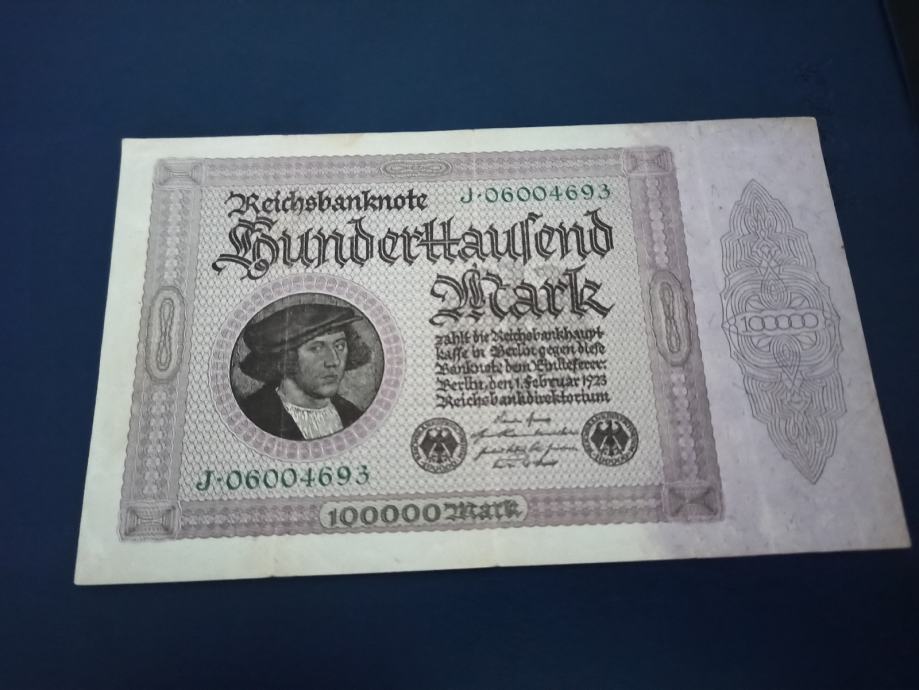 Reichsbanknote
J·06004693
Hunderttausend
Mark
zahlt die Reichsbankhaupt-
kasse in Berlin gegen diese
Banknote dem Einlieferer.
Berlin, den 1. Februar 1923
Reichsbankdirektorium
J·06004693
100000 Mark